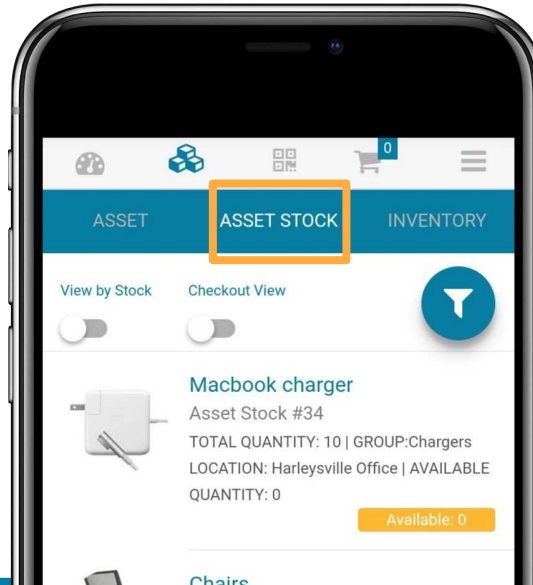 0
ASSET
ASSET STOCK
INVENTORY
View by Stock
Checkout View
Macbook charger
Asset Stock #34
TOTAL QUANTITY: 10 | GROUP:Chargers
LOCATION: Harleysville Office | AVAILABLE
QUANTITY: 0
Available: 0
Chairs